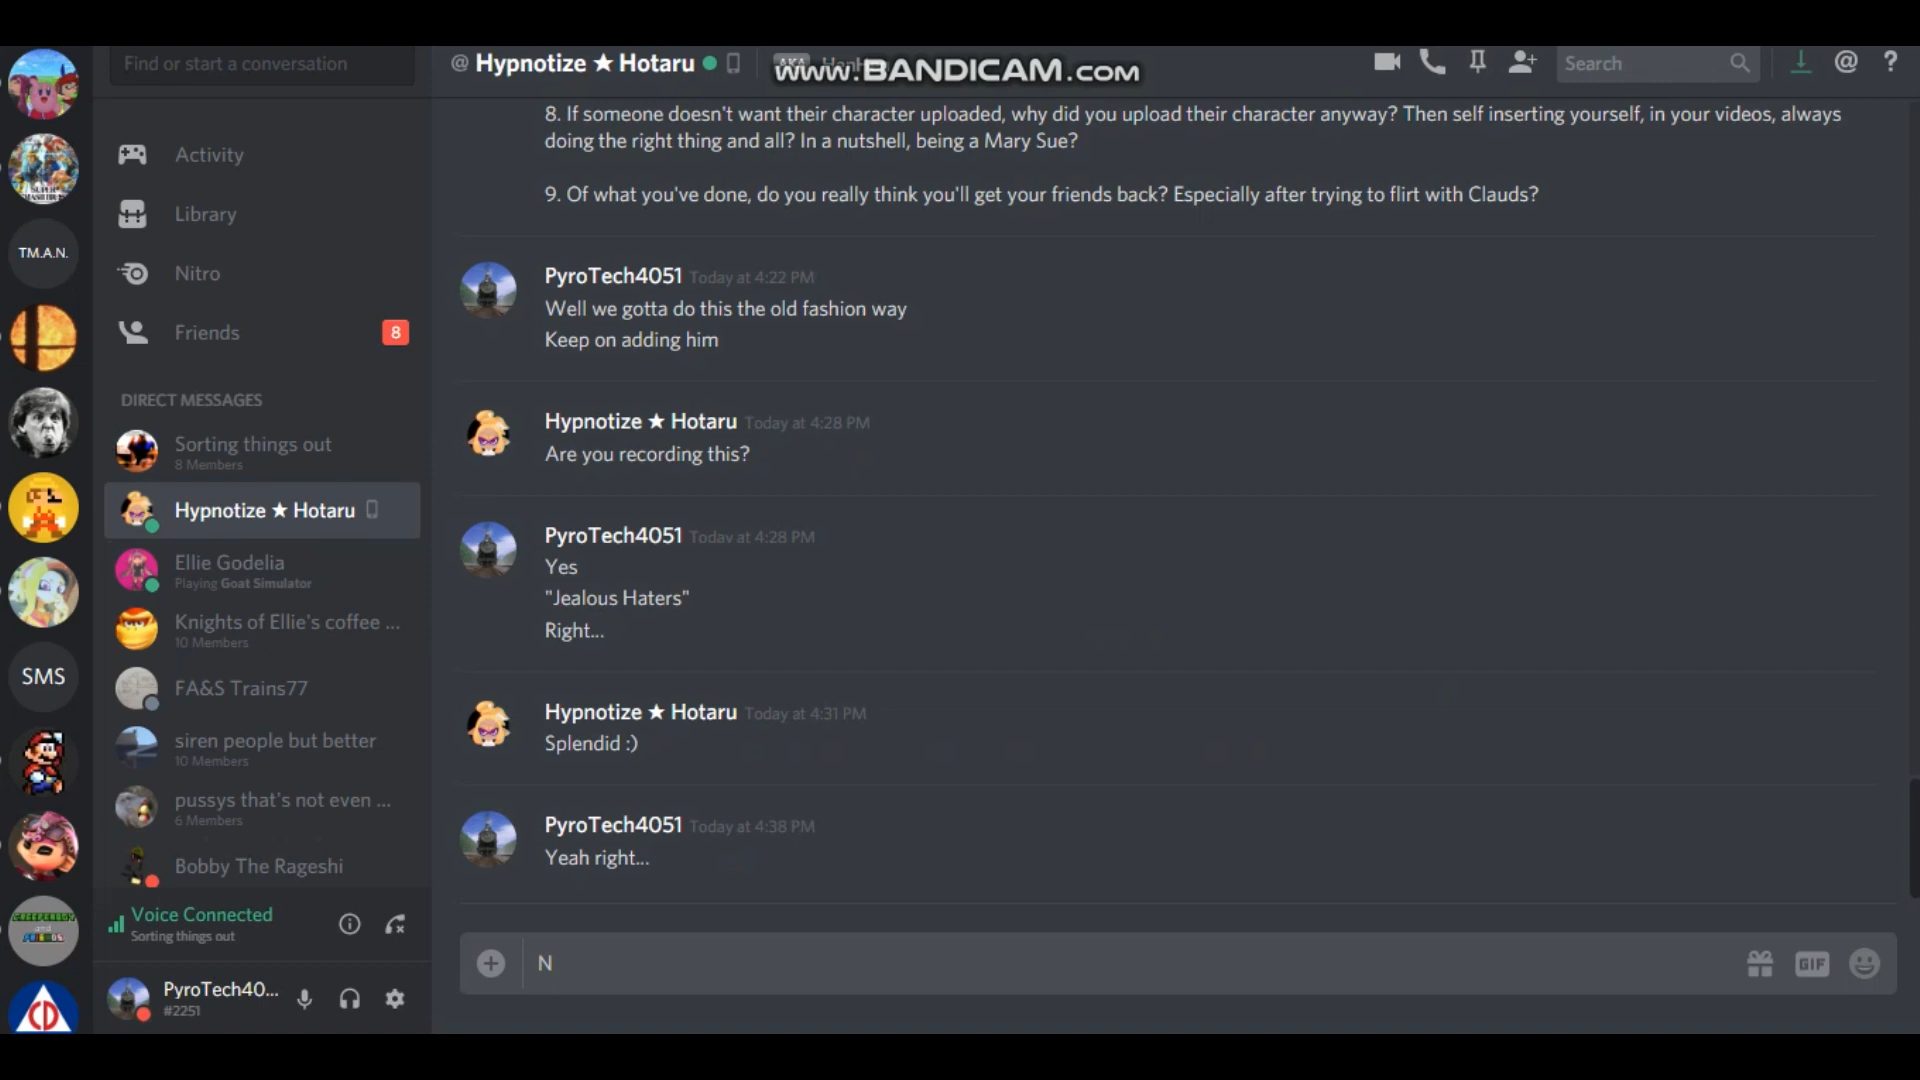 Find or start a conversation
@ Hypnotize ★ Hotaru
AKA
www.BANDICAM.com
Search
TM.A.N.
SMS
Activity
Library
Nitro
Friends
8
DIRECT MESSAGES
Sorting things out
8 Members
Hypnotize ★ Hotaru
Ellie Godelia
Playing Goat Simulator
Knights of Ellie's coffee ...
10 Members
FA&S Trains77
siren people but better
10 Members
pussys that's not even ...
6 Members
Bobby The Rageshi
Voice Connected
Sorting things out
PyroTech40...
#2251
8. If someone doesn't want their character uploaded, why did you upload their character anyway? Then self inserting yourself, in your videos, always
doing the right thing and all? In a nutshell, being a Mary Sue?
9. Of what you've done, do you really think you'll get your friends back? Especially after trying to flirt with Clauds?
PyroTech4051 Today at 4:22 PM
Well we gotta do this the old fashion way
Keep on adding him
Hypnotize ★ Hotaru Today at 4:28 PM
Are you recording this?
PyroTech4051 Today at 4:28 PM
Yes
"Jealous Haters"
Right...
Hypnotize ★ Hotaru Today at 4:31 PM
Splendid :)
PyroTech4051 Today at 4:38 PM
Yeah right...
N
GIF